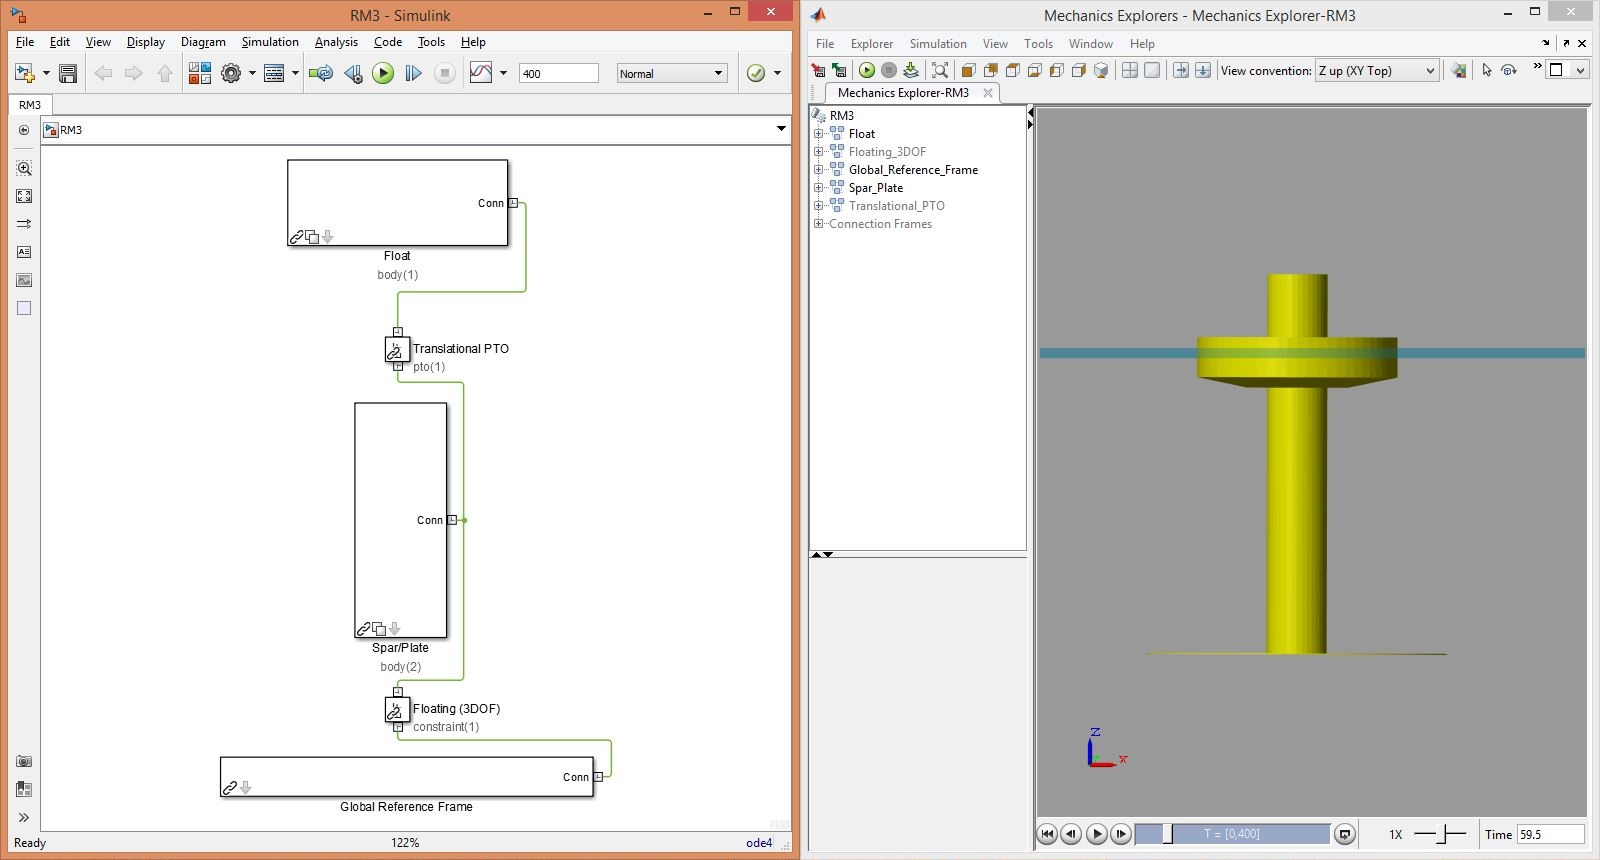 RM3 - Simulink
File Edit View Display Diagram Simulation Analysis Code Tools Help
400 Normal
RM3
RM3
Conn
Float
body(1)
Translational PTO
pto(1)
Conn
Spar/Plate
body(2)
Floating (3DOF)
constraint(1)
Conn
Global Reference Frame
Ready 122% ode4
Mechanics Explorers - Mechanics Explorer-RM3
File Explorer Simulation View Tools Window Help
View convention: Z up (XY Top)
Mechanics Explorer-RM3
RM3
Float
Floating_3DOF
Global_Reference_Frame
Spar_Plate
Translational_PTO
Connection Frames
Z
X
T = [0,400] 1X Time 59.5